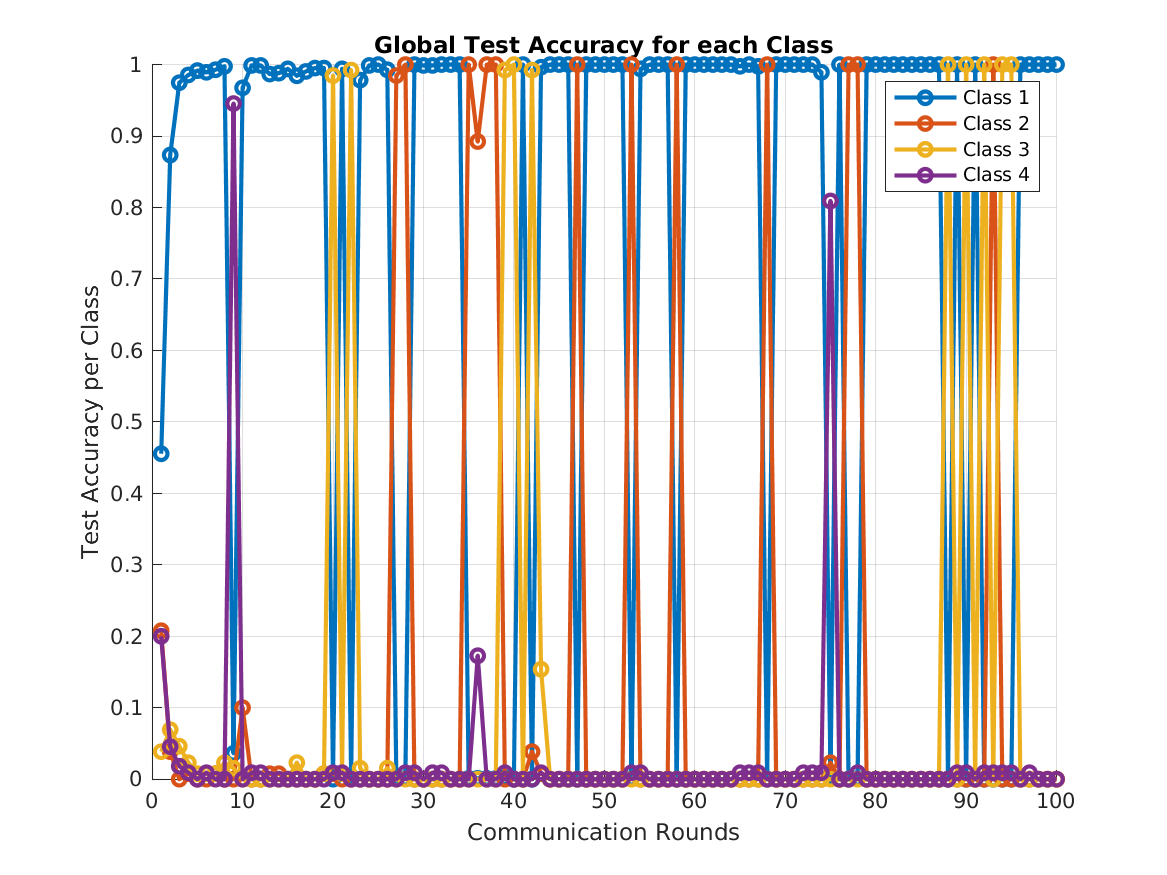 Global Test Accuracy for each Class
Test Accuracy per Class
1
0.9
0.8
0.7
0.6
0.5
0.4
0.3
0.2
0.1
0
Class 1
Class 2
Class 3
Class 4
0 10 20 30 40 50 60 70 80 90 100
Communication Rounds